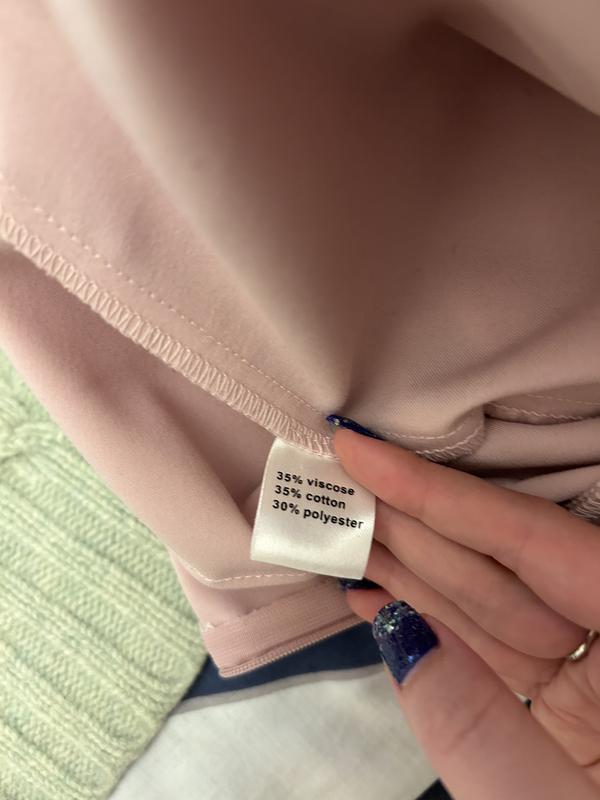 35% viscose
35% cotton
30% polyester